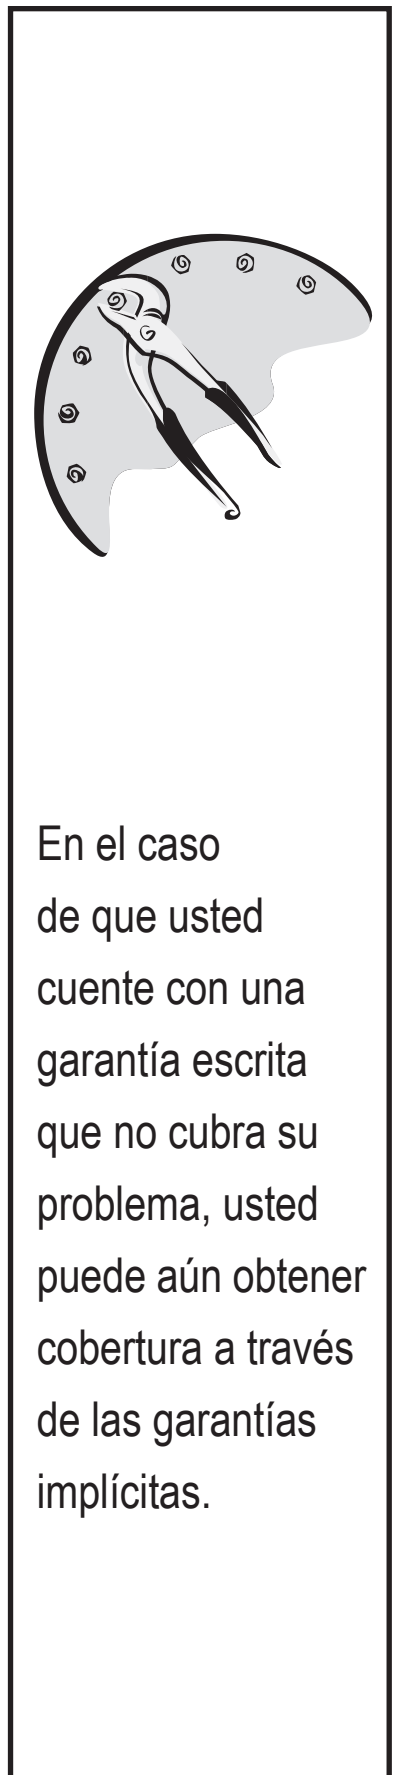 En el caso
de que usted
cuente con una
garantía escrita
que no cubra su
problema, usted
puede aún obtener
cobertura a través
de las garantías
implícitas.